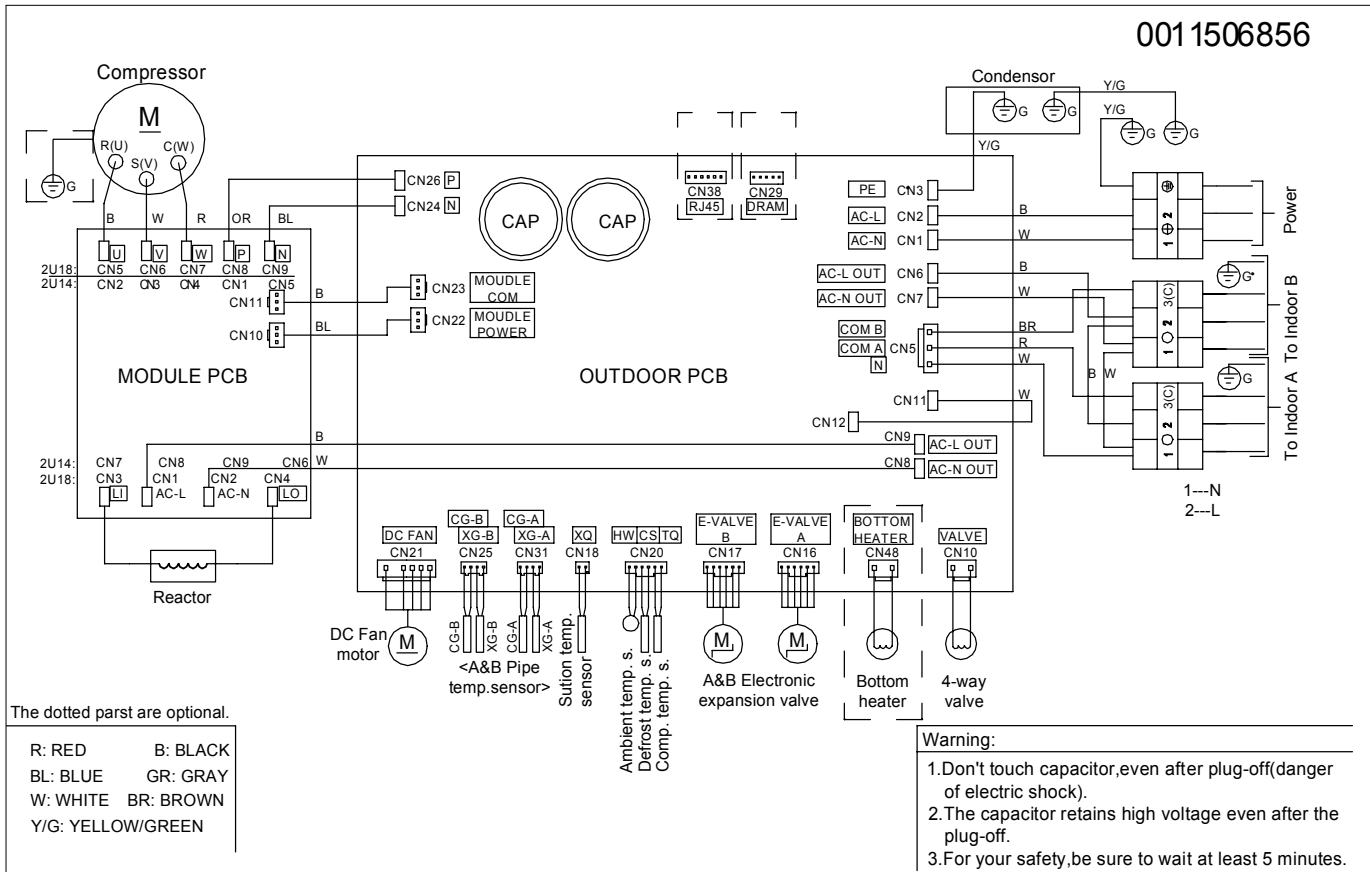 0011506856
Compressor
M
R(U)
C(W)
S(V)
G
B W R OR BL
U V W P N
2U18: CN5 CN6 CN7 CN8 CN9
2U14: CN2 CN3 CN4 CN1 CN5
CN11
B
CN10
BL
MODULE PCB
2U14: CN7 CN8 CN9 CN6
2U18: CN3 CN1 CN2 CN4
LI AC-L AC-N LO
B
W
Reactor
CN26 P
CN24 N
CAP
CAP
CN38
RJ45
CN29
DRAM
CN23 MOUDLE
COM
CN22 MOUDLE
POWER
OUTDOOR PCB
PE CN3
AC-L CN2
AC-N CN1
AC-L OUT CN6
AC-N OUT CN7
COM B
COM A CN5
N
CN11
CN12
CN9 AC-L OUT
CN8 AC-N OUT
Condensor
G G
Y/G
Y/G
Y/G
G G
B
W
B
W
BR
R
W
W
B W
2
1
3(C)
2
1
3(C)
2
1
G
G
Power
To Indoor B
To Indoor A
1---N
2---L
DC FAN
CN21
CG-B
XG-B
CN25
CG-A
XG-A
CN31
XQ
CN18
HW CS TQ
CN20
E-VALVE
B
CN17
E-VALVE
A
CN16
BOTTOM
HEATER
CN48
VALVE
CN10
DC Fan
motor
M
CG-B
XG-B
CG-A
XG-A
<A&B Pipe
temp.sensor>
Sution temp.
sensor
Ambient temp. s.
Defrost temp. s.
Comp. temp. s.
M
M
A&B Electronic
expansion valve
Bottom
heater
4-way
valve
The dotted parst are optional.
R: RED B: BLACK
BL: BLUE GR: GRAY
W: WHITE BR: BROWN
Y/G: YELLOW/GREEN
Warning:
1.Don't touch capacitor,even after plug-off(danger
of electric shock).
2.The capacitor retains high voltage even after the
plug-off.
3.For your safety,be sure to wait at least 5 minutes.